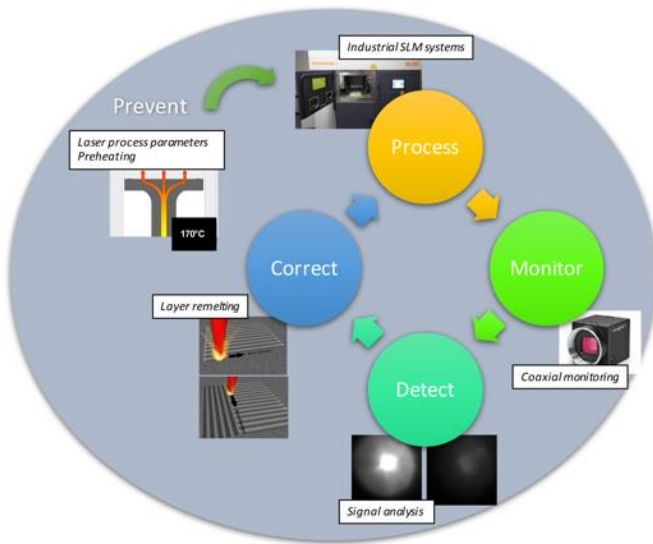 Industrial SLM systems
Prevent
Laser process parameters
Preheating
170°C
Process
Correct
Monitor
Layer remelting
Coaxial monitoring
Detect
Signal analysis